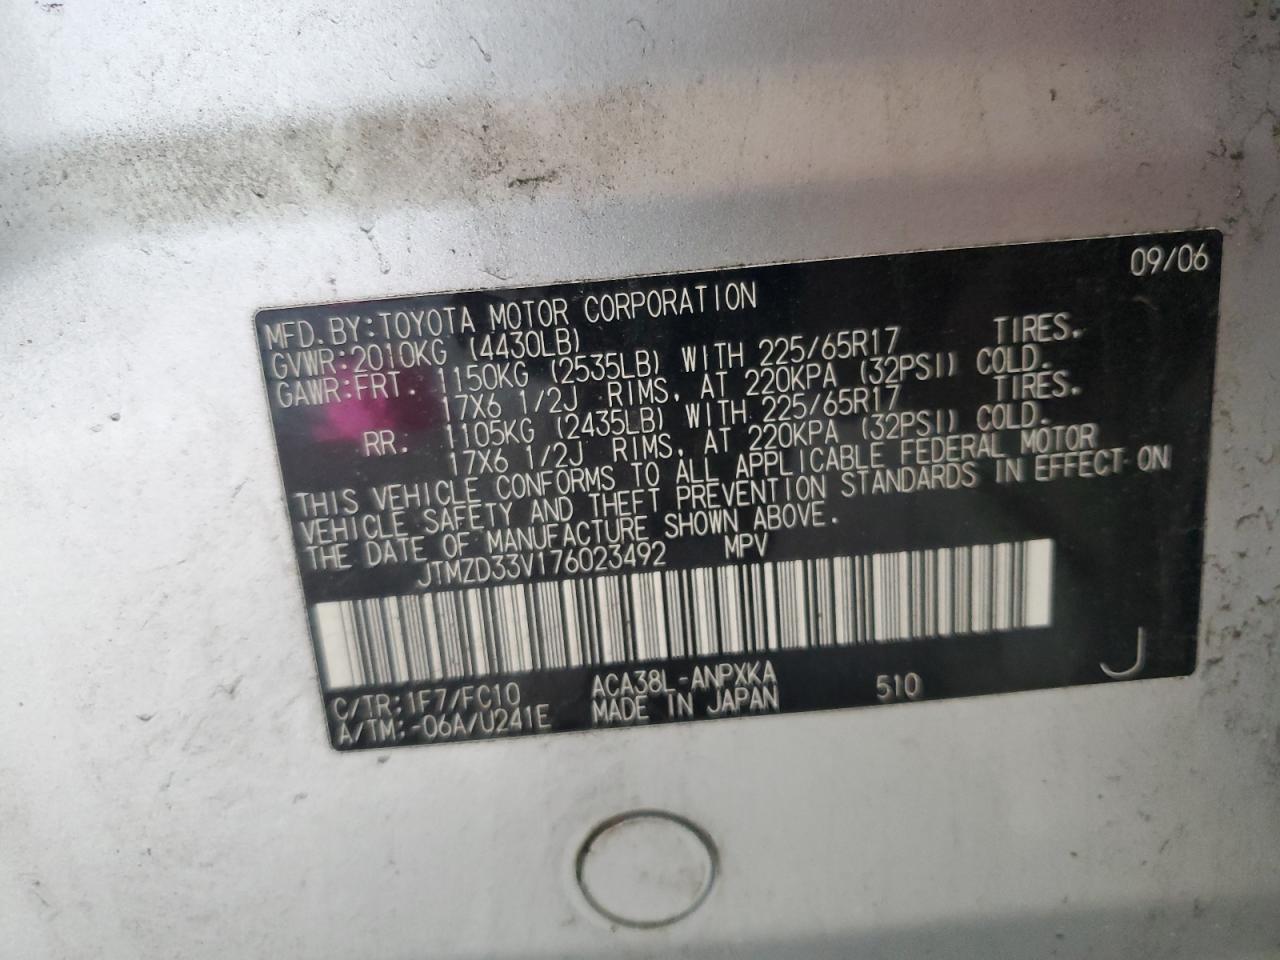 09/06
MFD.BY:TOYOTA MOTOR CORPORATION
GVWR:2010KG (4430LB)
GAWR:FRT. 1150KG (2535LB) WITH 225/65R17 TIRES.
17X6 1/2J RIMS, AT 220KPA (32PSI) COLD.
RR. 1105KG (2435LB) WITH 225/65R17 TIRES.
17X6 1/2J RIMS, AT 220KPA (32PSI) COLD.
THIS VEHICLE CONFORMS TO ALL APPLICABLE FEDERAL MOTOR
VEHICLE SAFETY AND THEFT PREVENTION STANDARDS IN EFFECT ON
THE DATE OF MANUFACTURE SHOWN ABOVE.
JTMZD33V176023492 MPV
C/TR:1F7/FC10 ACA38L-ANPXKA 510 J
A/TM:-06A/U241E MADE IN JAPAN